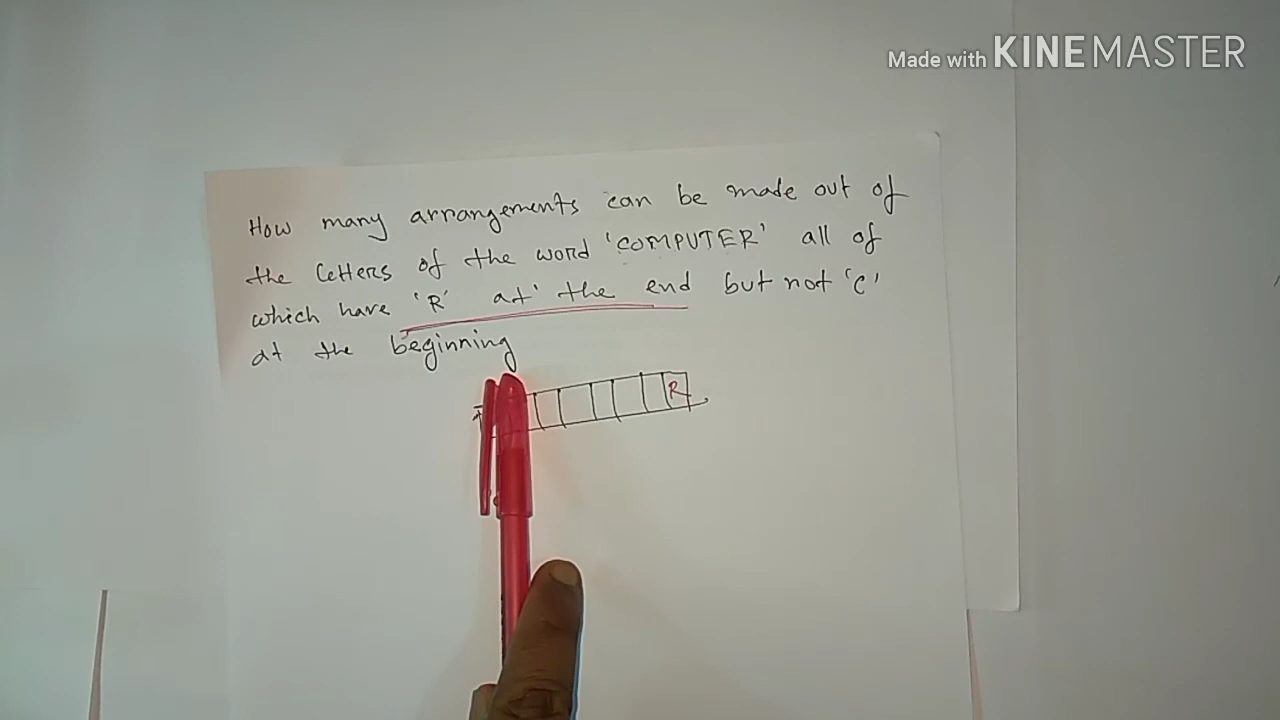 Made with KINEMASTER
How many arrangements can be made out of
the letters of the word 'COMPUTER' all of
which have 'R' at the end but not 'C'
at the beginning
R